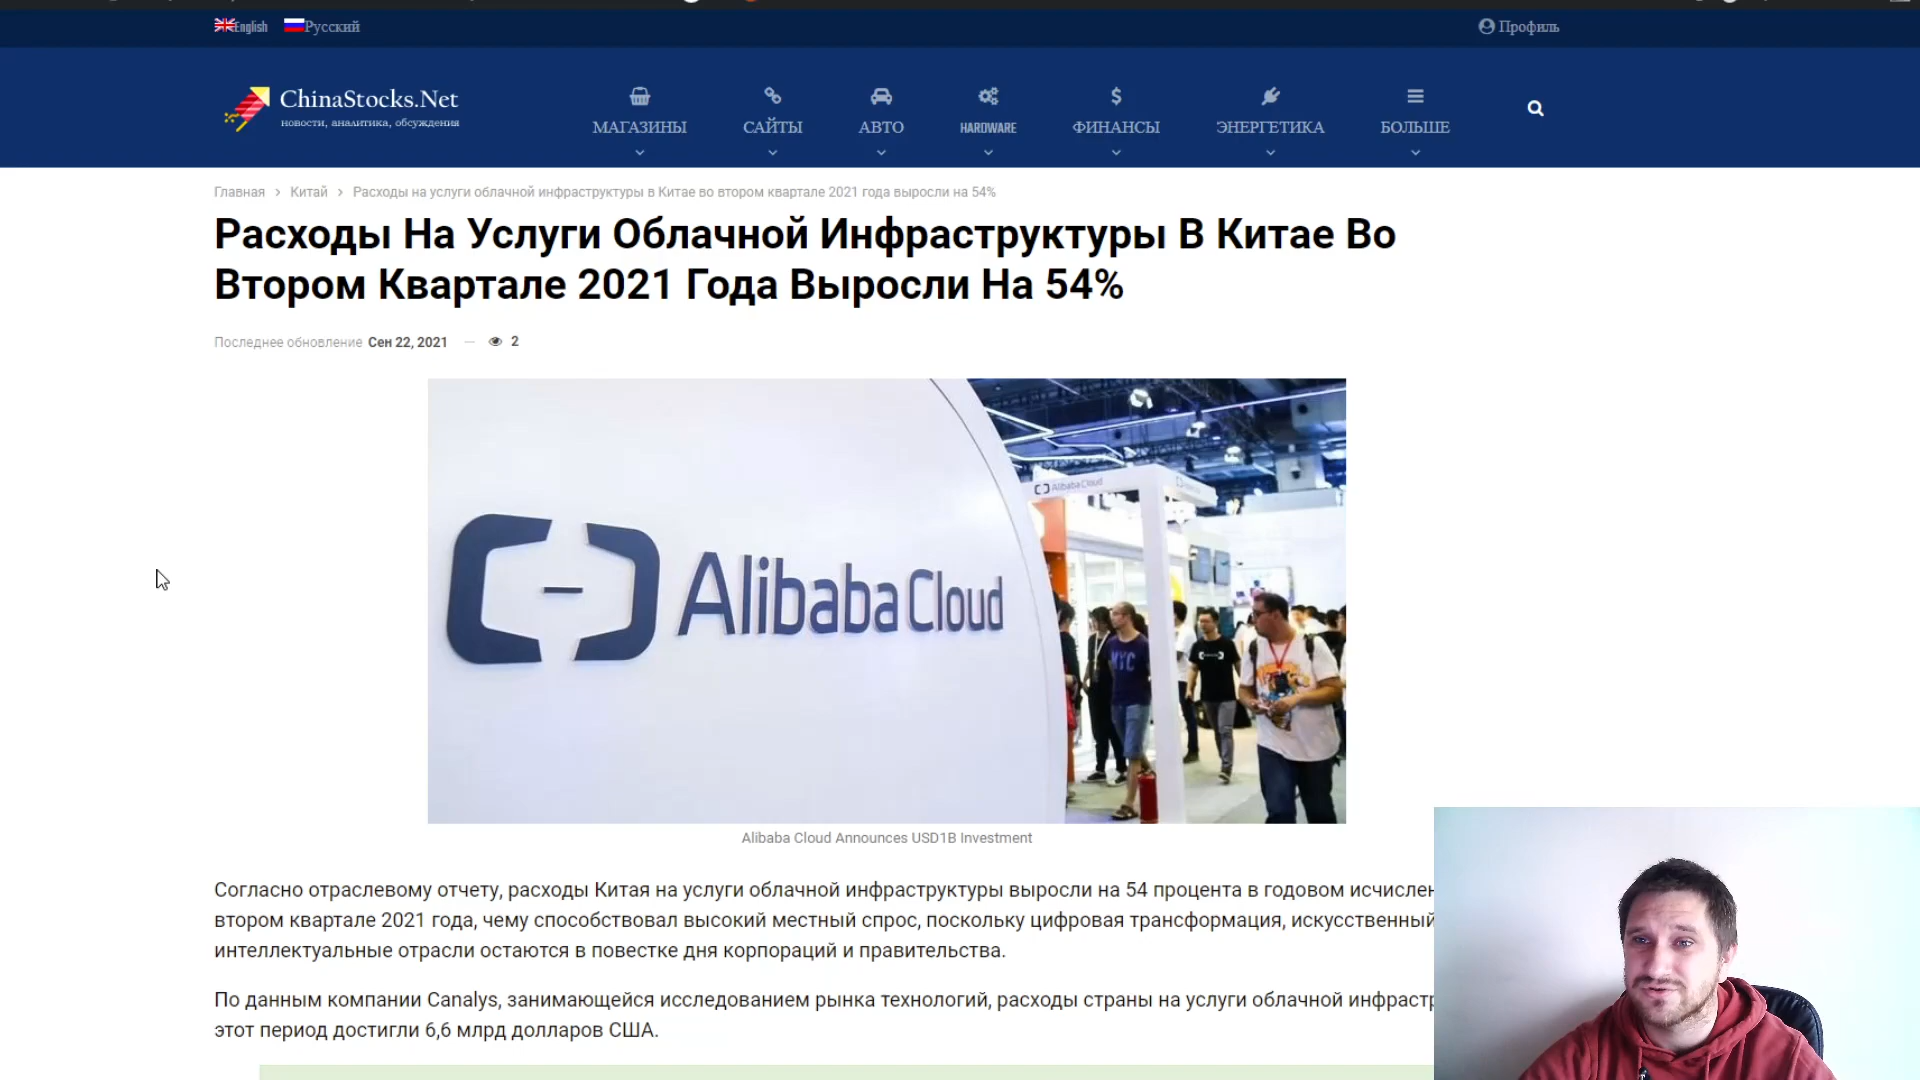 English Русский
Профиль
ChinaStocks.Net
новости, аналитика, обсуждения
МАГАЗИНЫ САЙТЫ АВТО HARDWARE ФИНАНСЫ ЭНЕРГЕТИКА БОЛЬШЕ
Главная > Китай > Расходы на услуги облачной инфраструктуры в Китае во втором квартале 2021 года выросли на 54%
Расходы На Услуги Облачной Инфраструктуры В Китае Во
Втором Квартале 2021 Года Выросли На 54%
Последнее обновление Сен 22, 2021 — 2
Alibaba Cloud
Alibaba Cloud
NYC
Alibaba Cloud Announces USD1B Investment
Согласно отраслевому отчету, расходы Китая на услуги облачной инфраструктуры выросли на 54 процента в годовом исчислен
втором квартале 2021 года, чему способствовал высокий местный спрос, поскольку цифровая трансформация, искусственный
интеллектуальные отрасли остаются в повестке дня корпораций и правительства.
По данным компании Canalys, занимающейся исследованием рынка технологий, расходы страны на услуги облачной инфрастр
этот период достигли 6,6 млрд долларов США.